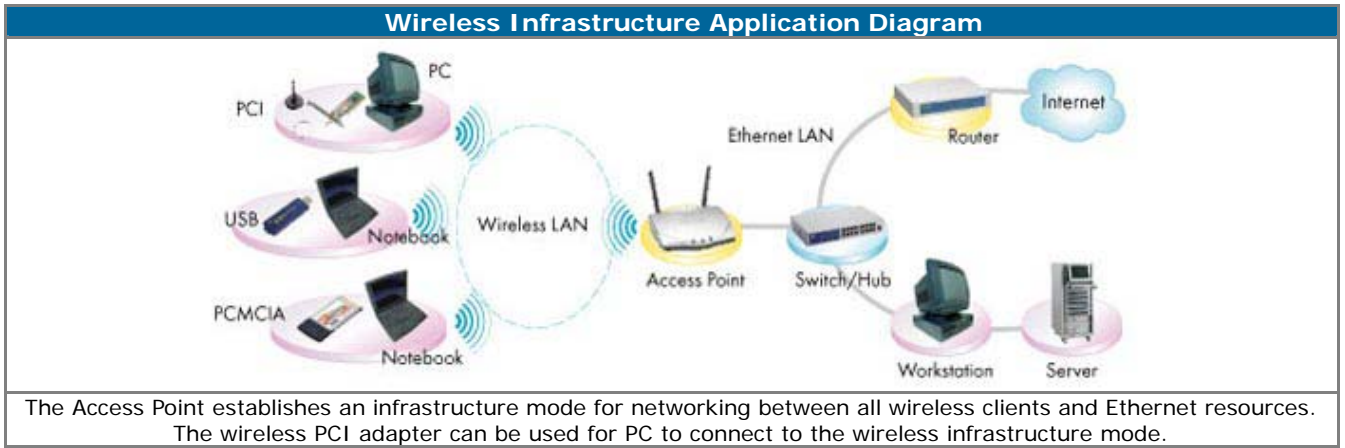 Wireless Infrastructure Application Diagram
PC
PCI
Internet
Ethernet LAN
Router
USB
Notebook
Wireless LAN
Access Point
Switch/Hub
PCMCIA
Notebook
Workstation
Server
The Access Point establishes an infrastructure mode for networking between all wireless clients and Ethernet resources.
The wireless PCI adapter can be used for PC to connect to the wireless infrastructure mode.